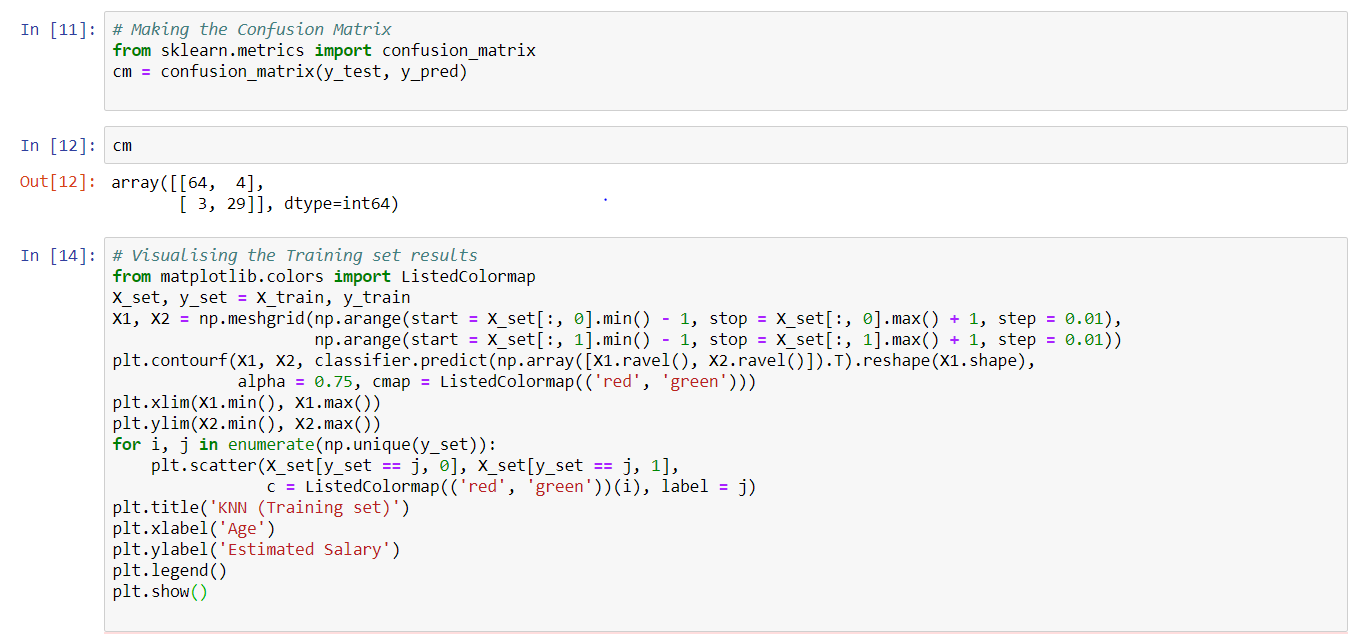 In [11]: # Making the Confusion Matrix
from sklearn.metrics import confusion_matrix
cm = confusion_matrix(y_test, y_pred)
In [12]: cm
Out[12]: array([[64,  4],
       [ 3, 29]], dtype=int64)
In [14]: # Visualising the Training set results
from matplotlib.colors import ListedColormap
X_set, y_set = X_train, y_train
X1, X2 = np.meshgrid(np.arange(start = X_set[:, 0].min() - 1, stop = X_set[:, 0].max() + 1, step = 0.01),
                     np.arange(start = X_set[:, 1].min() - 1, stop = X_set[:, 1].max() + 1, step = 0.01))
plt.contourf(X1, X2, classifier.predict(np.array([X1.ravel(), X2.ravel()]).T).reshape(X1.shape),
             alpha = 0.75, cmap = ListedColormap(('red', 'green')))
plt.xlim(X1.min(), X1.max())
plt.ylim(X2.min(), X2.max())
for i, j in enumerate(np.unique(y_set)):
    plt.scatter(X_set[y_set == j, 0], X_set[y_set == j, 1],
                c = ListedColormap(('red', 'green'))(i), label = j)
plt.title('KNN (Training set)')
plt.xlabel('Age')
plt.ylabel('Estimated Salary')
plt.legend()
plt.show()